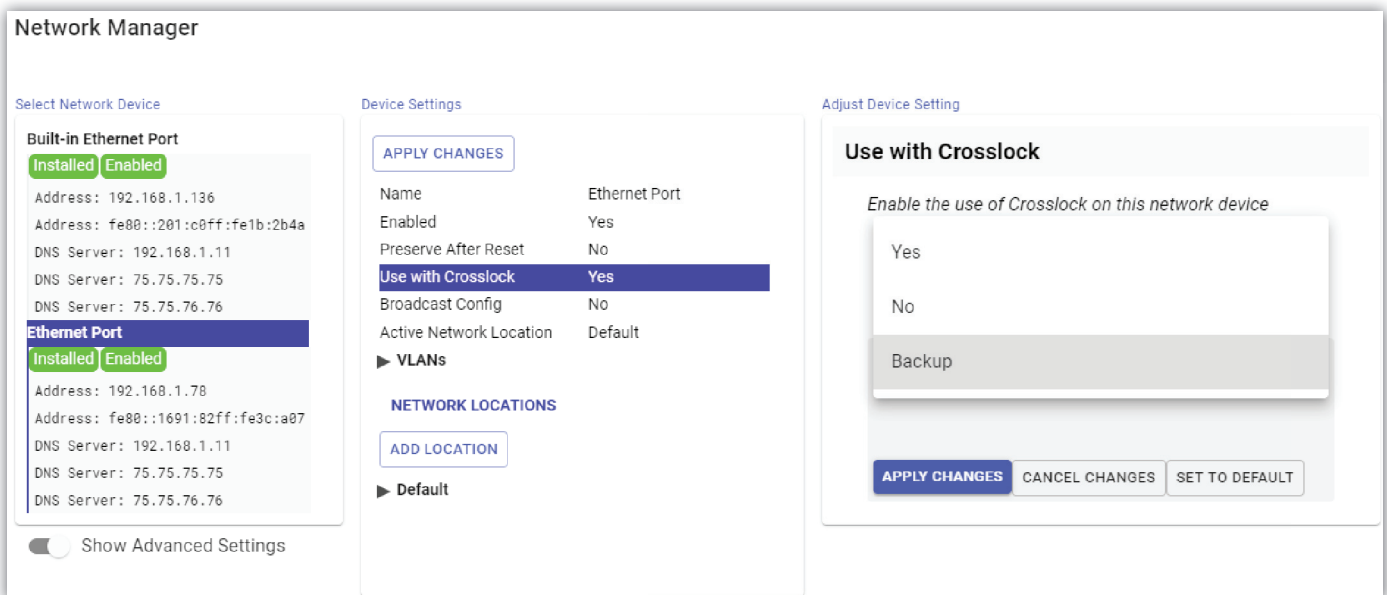 Network Manager
Select Network Device
Built-in Ethernet Port
Installed Enabled
Address: 192.168.1.136
Address: fe80::201:c0ff:fe1b:2b4a
DNS Server: 192.168.1.11
DNS Server: 75.75.75.75
DNS Server: 75.75.76.76
Ethernet Port
Installed Enabled
Address: 192.168.1.78
Address: fe80::1691:82ff:fe3c:a07
DNS Server: 192.168.1.11
DNS Server: 75.75.75.75
DNS Server: 75.75.76.76
Show Advanced Settings
Device Settings
APPLY CHANGES
Name Ethernet Port
Enabled Yes
Preserve After Reset No
Use with Crosslock Yes
Broadcast Config No
Active Network Location Default
VLANs
NETWORK LOCATIONS
ADD LOCATION
Default
Adjust Device Setting
Use with Crosslock
Enable the use of Crosslock on this network device
Yes
No
Backup
APPLY CHANGES CANCEL CHANGES SET TO DEFAULT